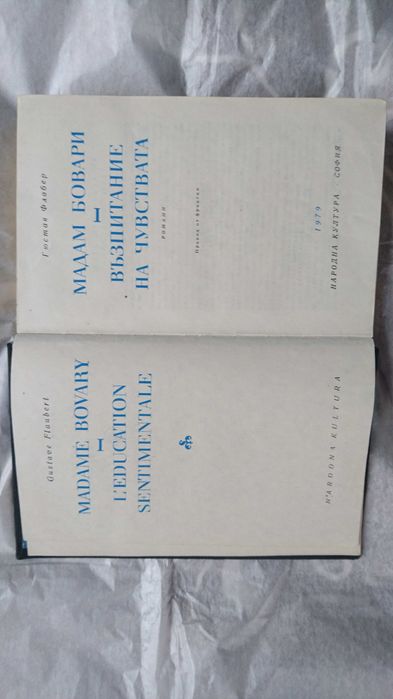 Gustave Flaubert
MADAME BOVARY
I
L'EDUCATION
SENTIMENTALE
NARODNA KULTURA
Гюстав Флобер
МАДАМ БОВАРИ
I
ВЪЗПИТАНИЕ
НА ЧУВСТВАТА
Романи
Превод от френски
1979
НАРОДНА КУЛТУРА СОФИЯ